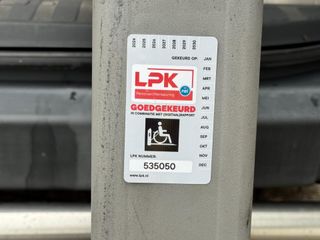 2024 2025 2026 2027 2028 2029 2030
GEKEURD OP:
JAN
FEB
MRT
APR
MEI
JUN
JUL
AUG
SEP
OKT
NOV
DEC
LPK
GOEDGEKEURD
IN COMBINATIE MET (DIGITAAL)RAPPORT
LPK NUMMER:
535050
www.lpk.nl